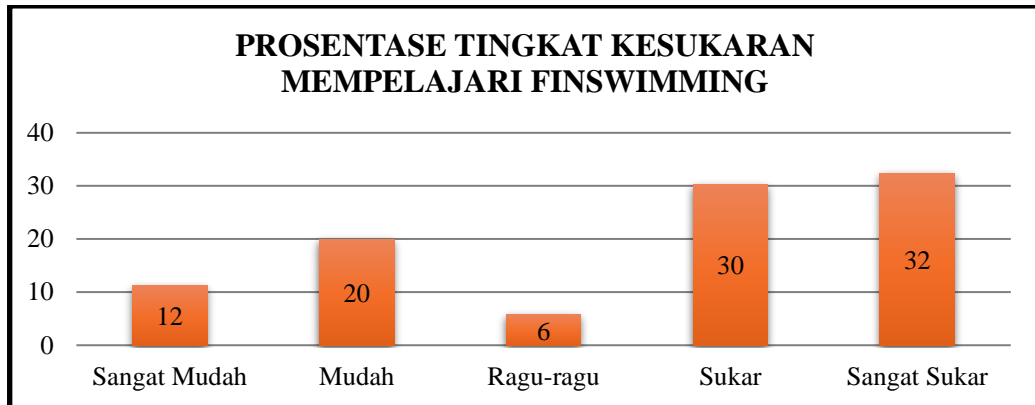 PROSENTASE TINGKAT KESUKARAN
MEMPELAJARI FINSWIMMING
40
30
20
10
0
12
20
6
30
32
Sangat Mudah
Mudah
Ragu-ragu
Sukar
Sangat Sukar